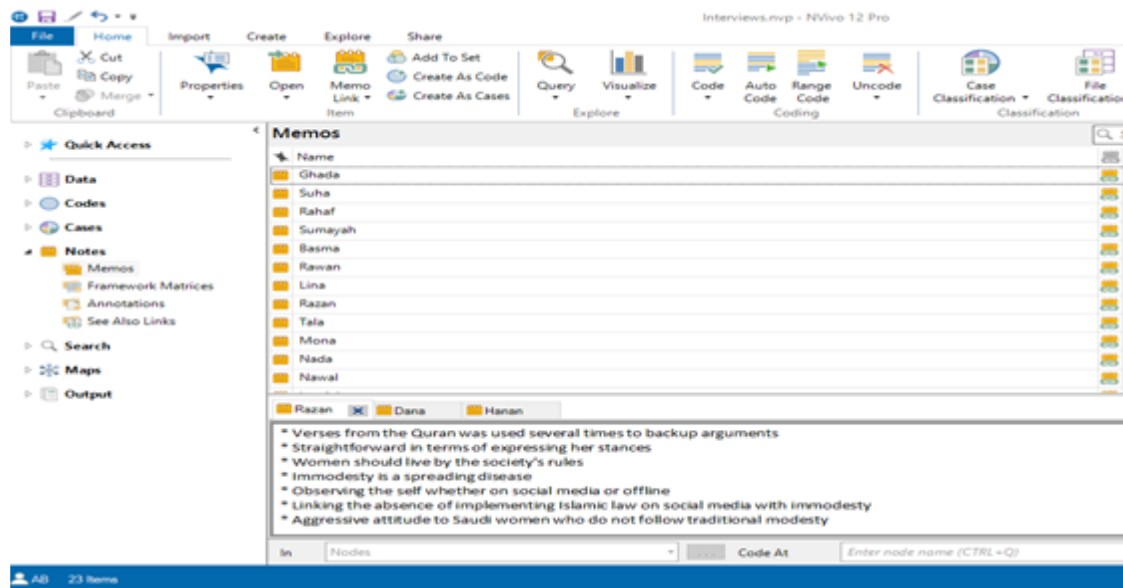 Interviews.nvp - NVivo 12 Pro
File Home Import Create Explore Share
Paste Cut Copy Merge
Clipboard
Properties Open Memo Link Add To Set Create As Code Create As Cases
Item
Query Visualize
Explore
Code Auto Code Range Code Uncode
Coding
Case Classification File Classification
Classification
Quick Access
Data
Codes
Cases
Notes
Memos
Framework Matrices
Annotations
See Also Links
Search
Maps
Output
Memos
Name
Ghada
Suha
Rahaf
Sumayah
Basma
Rawan
Lina
Razan
Tala
Mona
Nada
Nawal
Razan Dana Hanan
* Verses from the Quran was used several times to backup arguments
* Straightforward in terms of expressing her stances
* Women should live by the society's rules
* Immodesty is a spreading disease
* Observing the self whether on social media or offline
* Linking the absence of implementing Islamic law on social media with immodesty
* Aggressive attitude to Saudi women who do not follow traditional modesty
In Nodes ... Code At Enter node name (CTRL+Q)
AB 23 Items